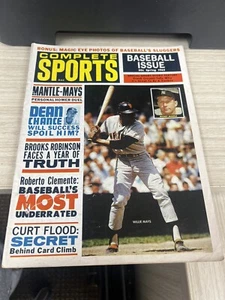 BONUS: MAGIC EYE PHOTOS OF BASEBALL'S SLUGGERS
COMPLETE
SPORTS
BASEBALL
ISSUE
MANTLE-MAYS
PERSONAL HOMER DUEL
DEAN
CHANCE
WILL SUCCESS
SPOIL HIM?
BROOKS ROBINSON
FACES A YEAR OF
TRUTH
Roberto Clemente:
BASEBALL'S
MOST
UNDERRATED
CURT FLOOD:
SECRET
Behind Card Climb
WILLIE MAYS